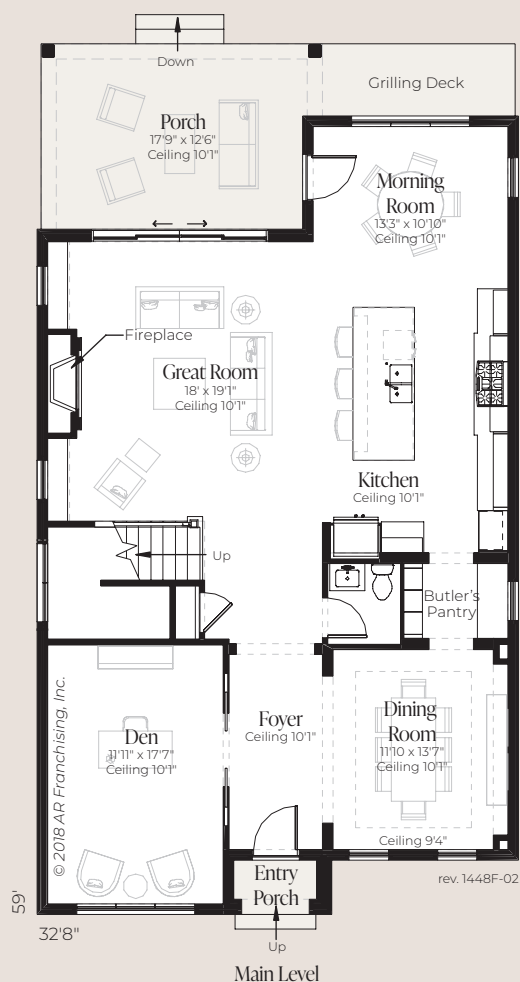 Down
Grilling Deck
Porch
17'9" x 12'6"
Ceiling 10'1"
Morning
Room
13'3" x 10'10"
Ceiling 10'1"
Fireplace
Great Room
18' x 19'1"
Ceiling 10'1"
Kitchen
Ceiling 10'1"
Up
Butler's
Pantry
© 2018 AR Franchising, Inc.
Den
11'11" x 17'7"
Ceiling 10'1"
Foyer
Ceiling 10'1"
Dining
Room
11'10 x 13'7"
Ceiling 10'1"
Ceiling 9'4"
Entry
Porch
rev. 1448F-02
59'
32'8"
Up
Main Level